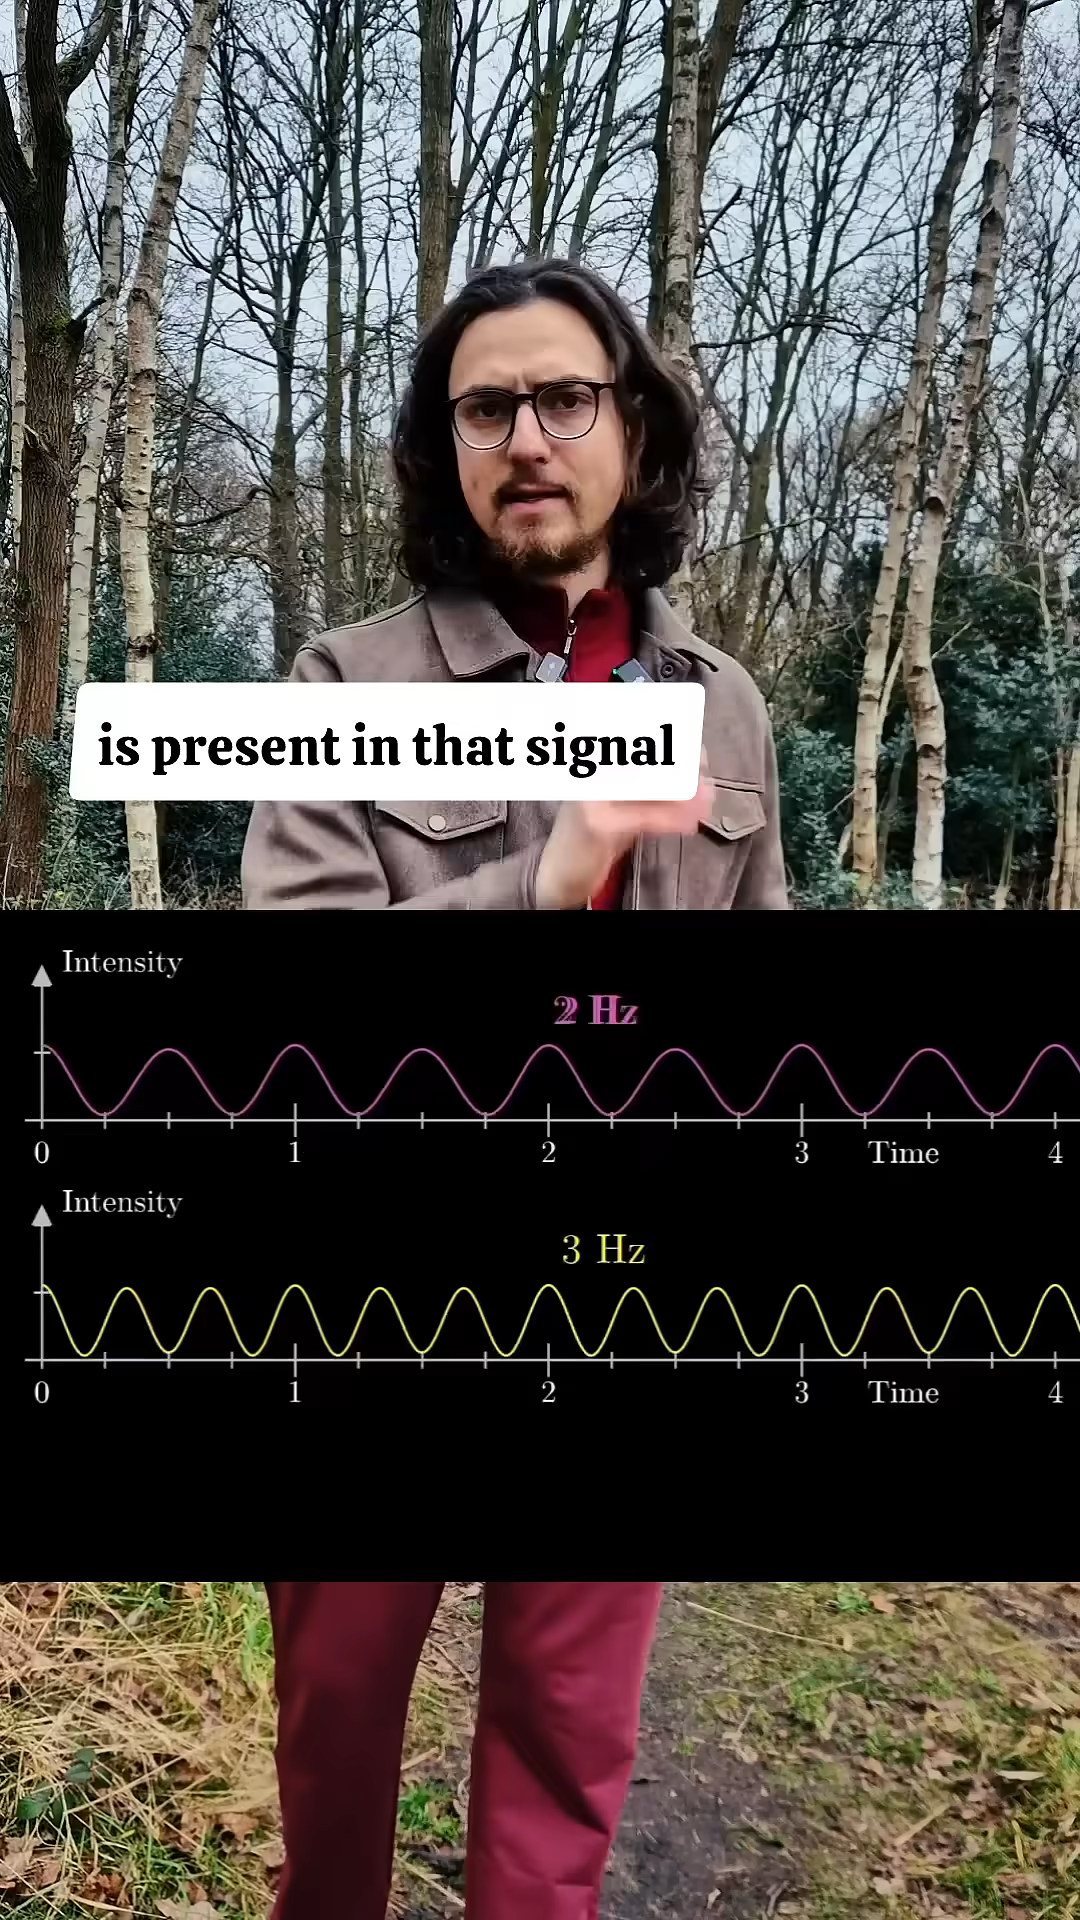 is present in that signal
Intensity
2 Hz
0 1 2 3 Time 4
Intensity
3 Hz
0 1 2 3 Time 4